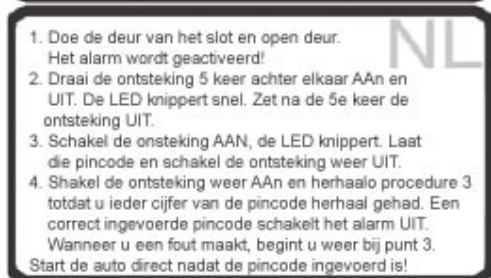 NL
1. Doe de deur van het slot en open deur.
Het alarm wordt geactiveerd!
2. Draai de ontsteking 5 keer achter elkaar AAn en
UIT. De LED knippert snel. Zet na de 5e keer de
ontsteking UIT.
3. Schakel de onsteking AAN, de LED knippert. Laat
die pincode en schakel de ontsteking weer UIT.
4. Shakel de ontsteking weer AAn en herhaalo procedure 3
totdat u ieder cijfer van de pincode herhaal gehad. Een
correct ingevoerde pincode schakelt het alarm UIT.
Wanneer u een fout maakt, begint u weer bij punt 3.
Start de auto direct nadat de pincode ingevoerd is!